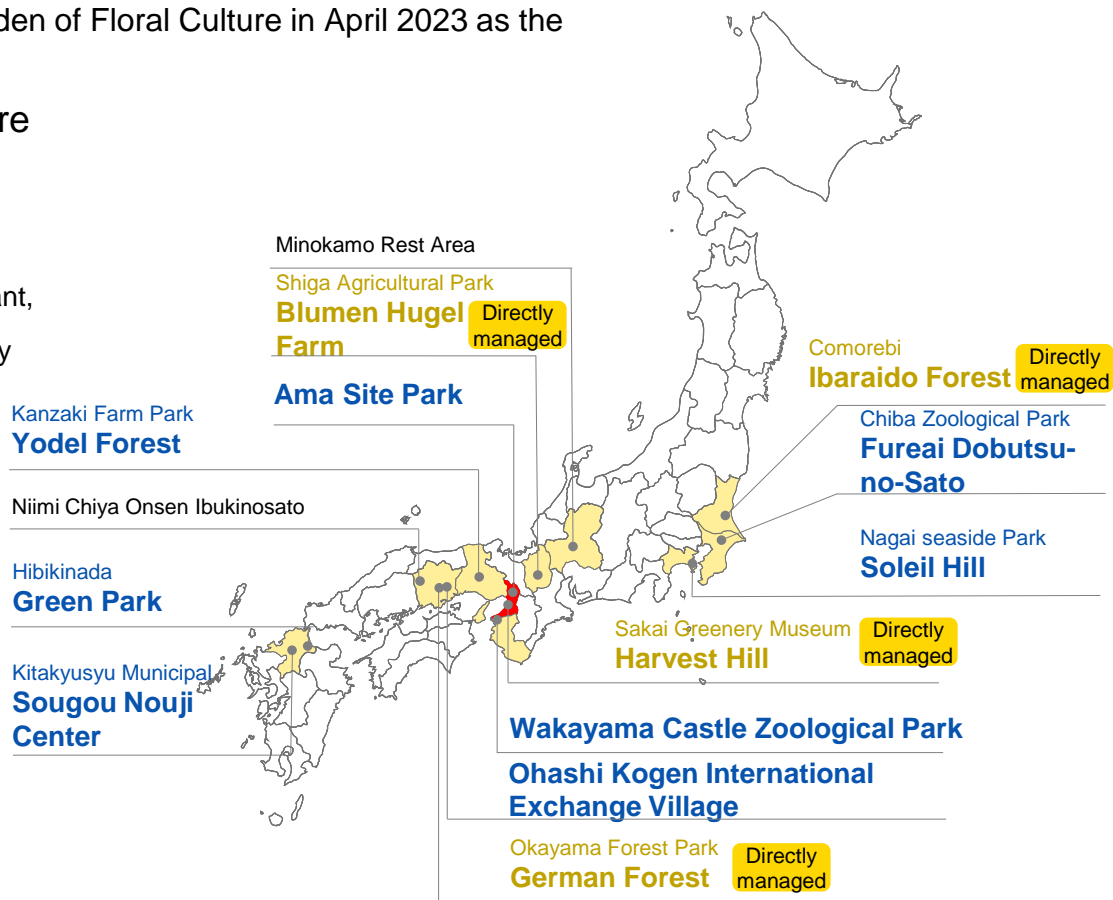 den of Floral Culture in April 2023 as the
re
ant,
y
Minokamo Rest Area
Shiga Agricultural Park
Blumen Hugel
Farm
Directly
managed
Ama Site Park
Kanzaki Farm Park
Yodel Forest
Niimi Chiya Onsen Ibukinosato
Hibikinada
Green Park
Kitakyusyu Municipal
Sougou Nouji
Center
Comorebi
Ibaraido Forest
Directly
managed
Chiba Zoological Park
Fureai Dobutsu-
no-Sato
Nagai seaside Park
Soleil Hill
Sakai Greenery Museum
Harvest Hill
Directly
managed
Wakayama Castle Zoological Park
Ohashi Kogen International
Exchange Village
Okayama Forest Park
German Forest
Directly
managed